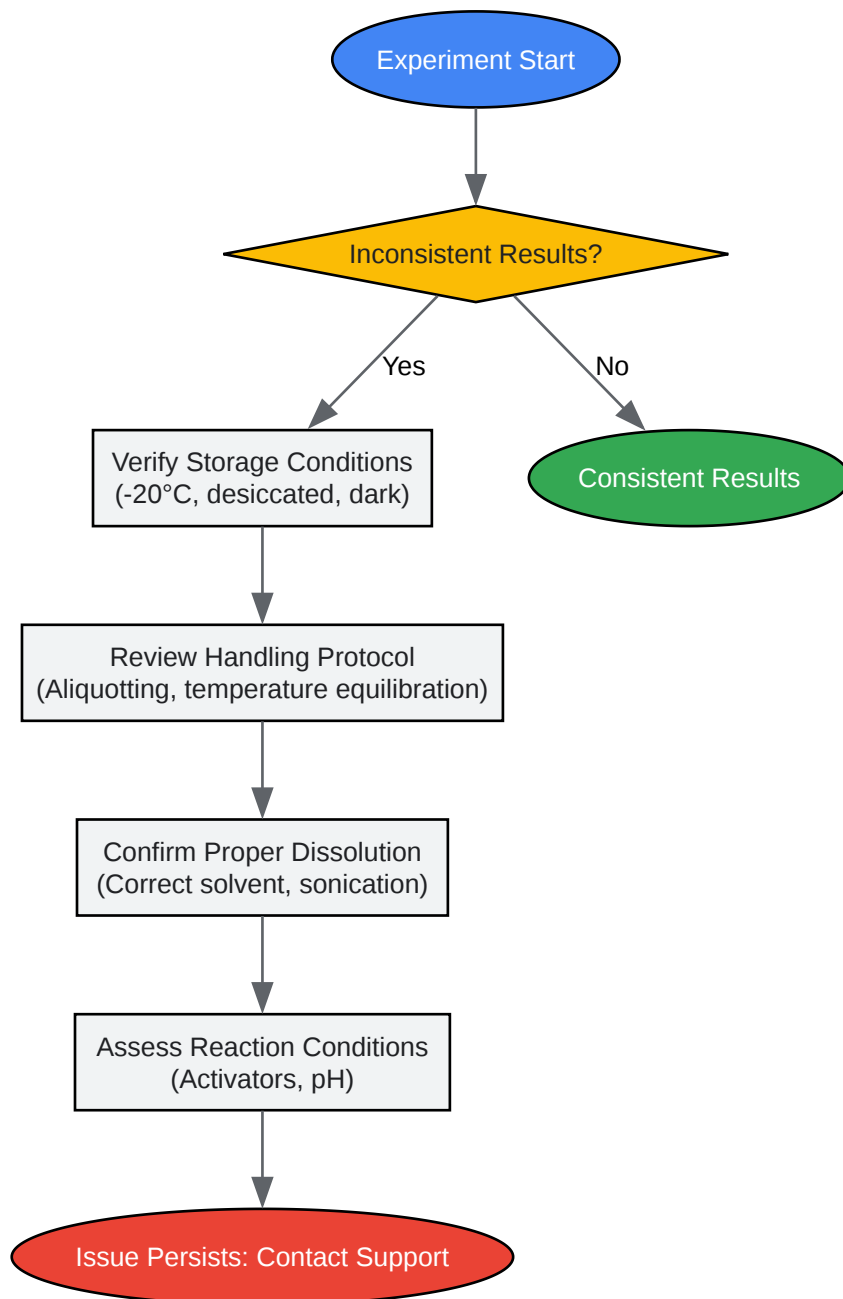 Experiment Start
Inconsistent Results?
Yes
No
Verify Storage Conditions
(-20°C, desiccated, dark)
Consistent Results
Review Handling Protocol
(Aliquotting, temperature equilibration)
Confirm Proper Dissolution
(Correct solvent, sonication)
Assess Reaction Conditions
(Activators, pH)
Issue Persists: Contact Support